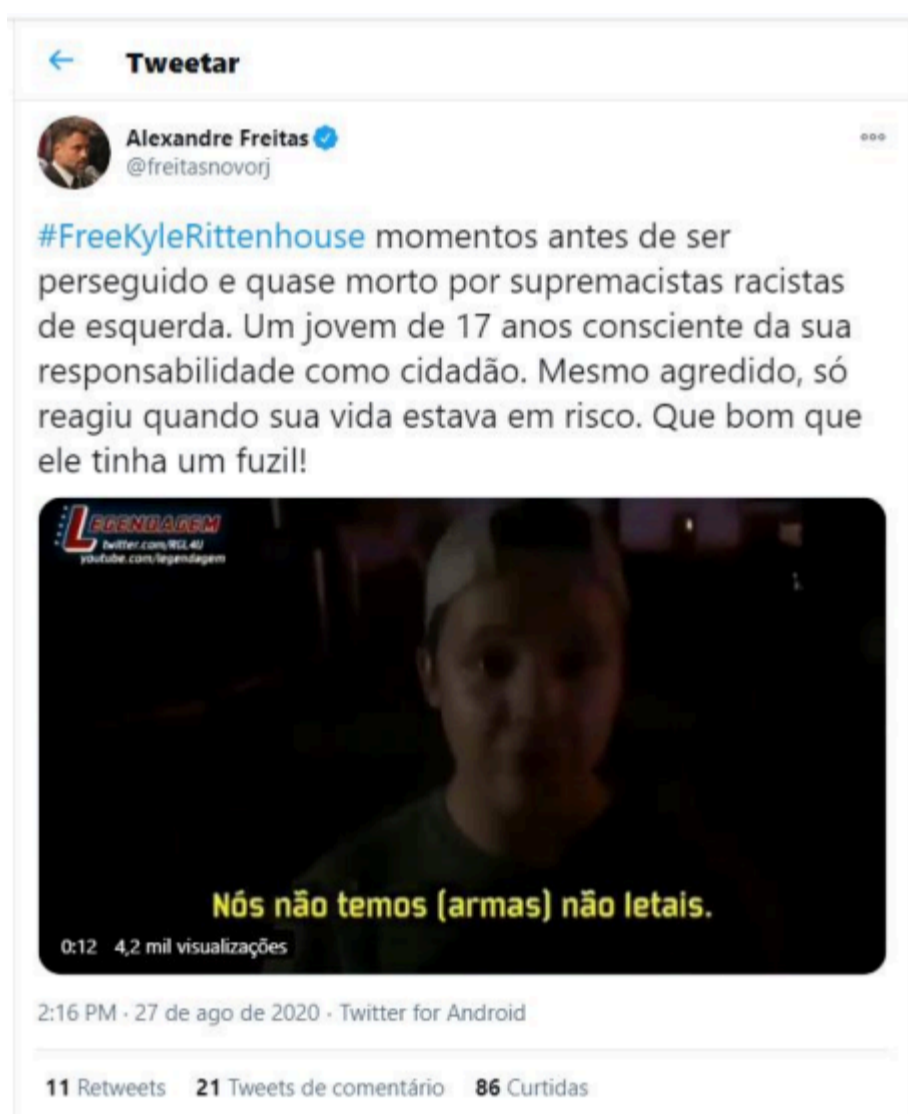 Tweetar
Alexandre Freitas
@freitasnovorj
#FreeKyleRittenhouse momentos antes de ser
perseguido e quase morto por supremacistas racistas
de esquerda. Um jovem de 17 anos consciente da sua
responsabilidade como cidadão. Mesmo agredido, só
reagiu quando sua vida estava em risco. Que bom que
ele tinha um fuzil!
LEGENDAGEM
twitter.com/RGL4U
youtube.com/legendagem
Nós não temos (armas) não letais.
0:12 4,2 mil visualizações
2:16 PM · 27 de ago de 2020 · Twitter for Android
11 Retweets 21 Tweets de comentário 86 Curtidas